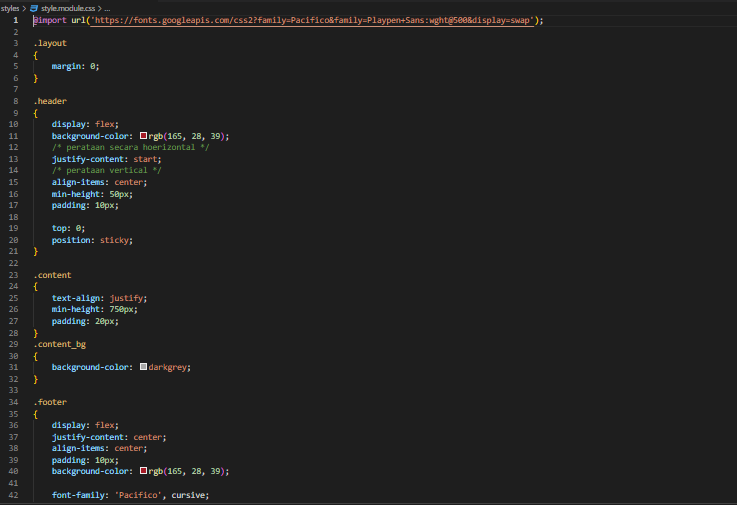 styles > style.module.css > ...
1 @import url('https://fonts.googleapis.com/css2?family=Pacifico&family=Playpen+Sans:wght@500&display=swap');
2
3 .layout
4 {
5     margin: 0;
6 }
7
8 .header
9 {
10     display: flex;
11     background-color: rgb(165, 28, 39);
12     /* perataan secara hoerizontal */
13     justify-content: start;
14     /* perataan vertical */
15     align-items: center;
16     min-height: 50px;
17     padding: 10px;
18
19     top: 0;
20     position: sticky;
21 }
22
23 .content
24 {
25     text-align: justify;
26     min-height: 750px;
27     padding: 20px;
28 }
29 .content_bg
30 {
31     background-color: darkgrey;
32 }
33
34 .footer
35 {
36     display: flex;
37     justify-content: center;
38     align-items: center;
39     padding: 10px;
40     background-color: rgb(165, 28, 39);
41
42     font-family: 'Pacifico', cursive;